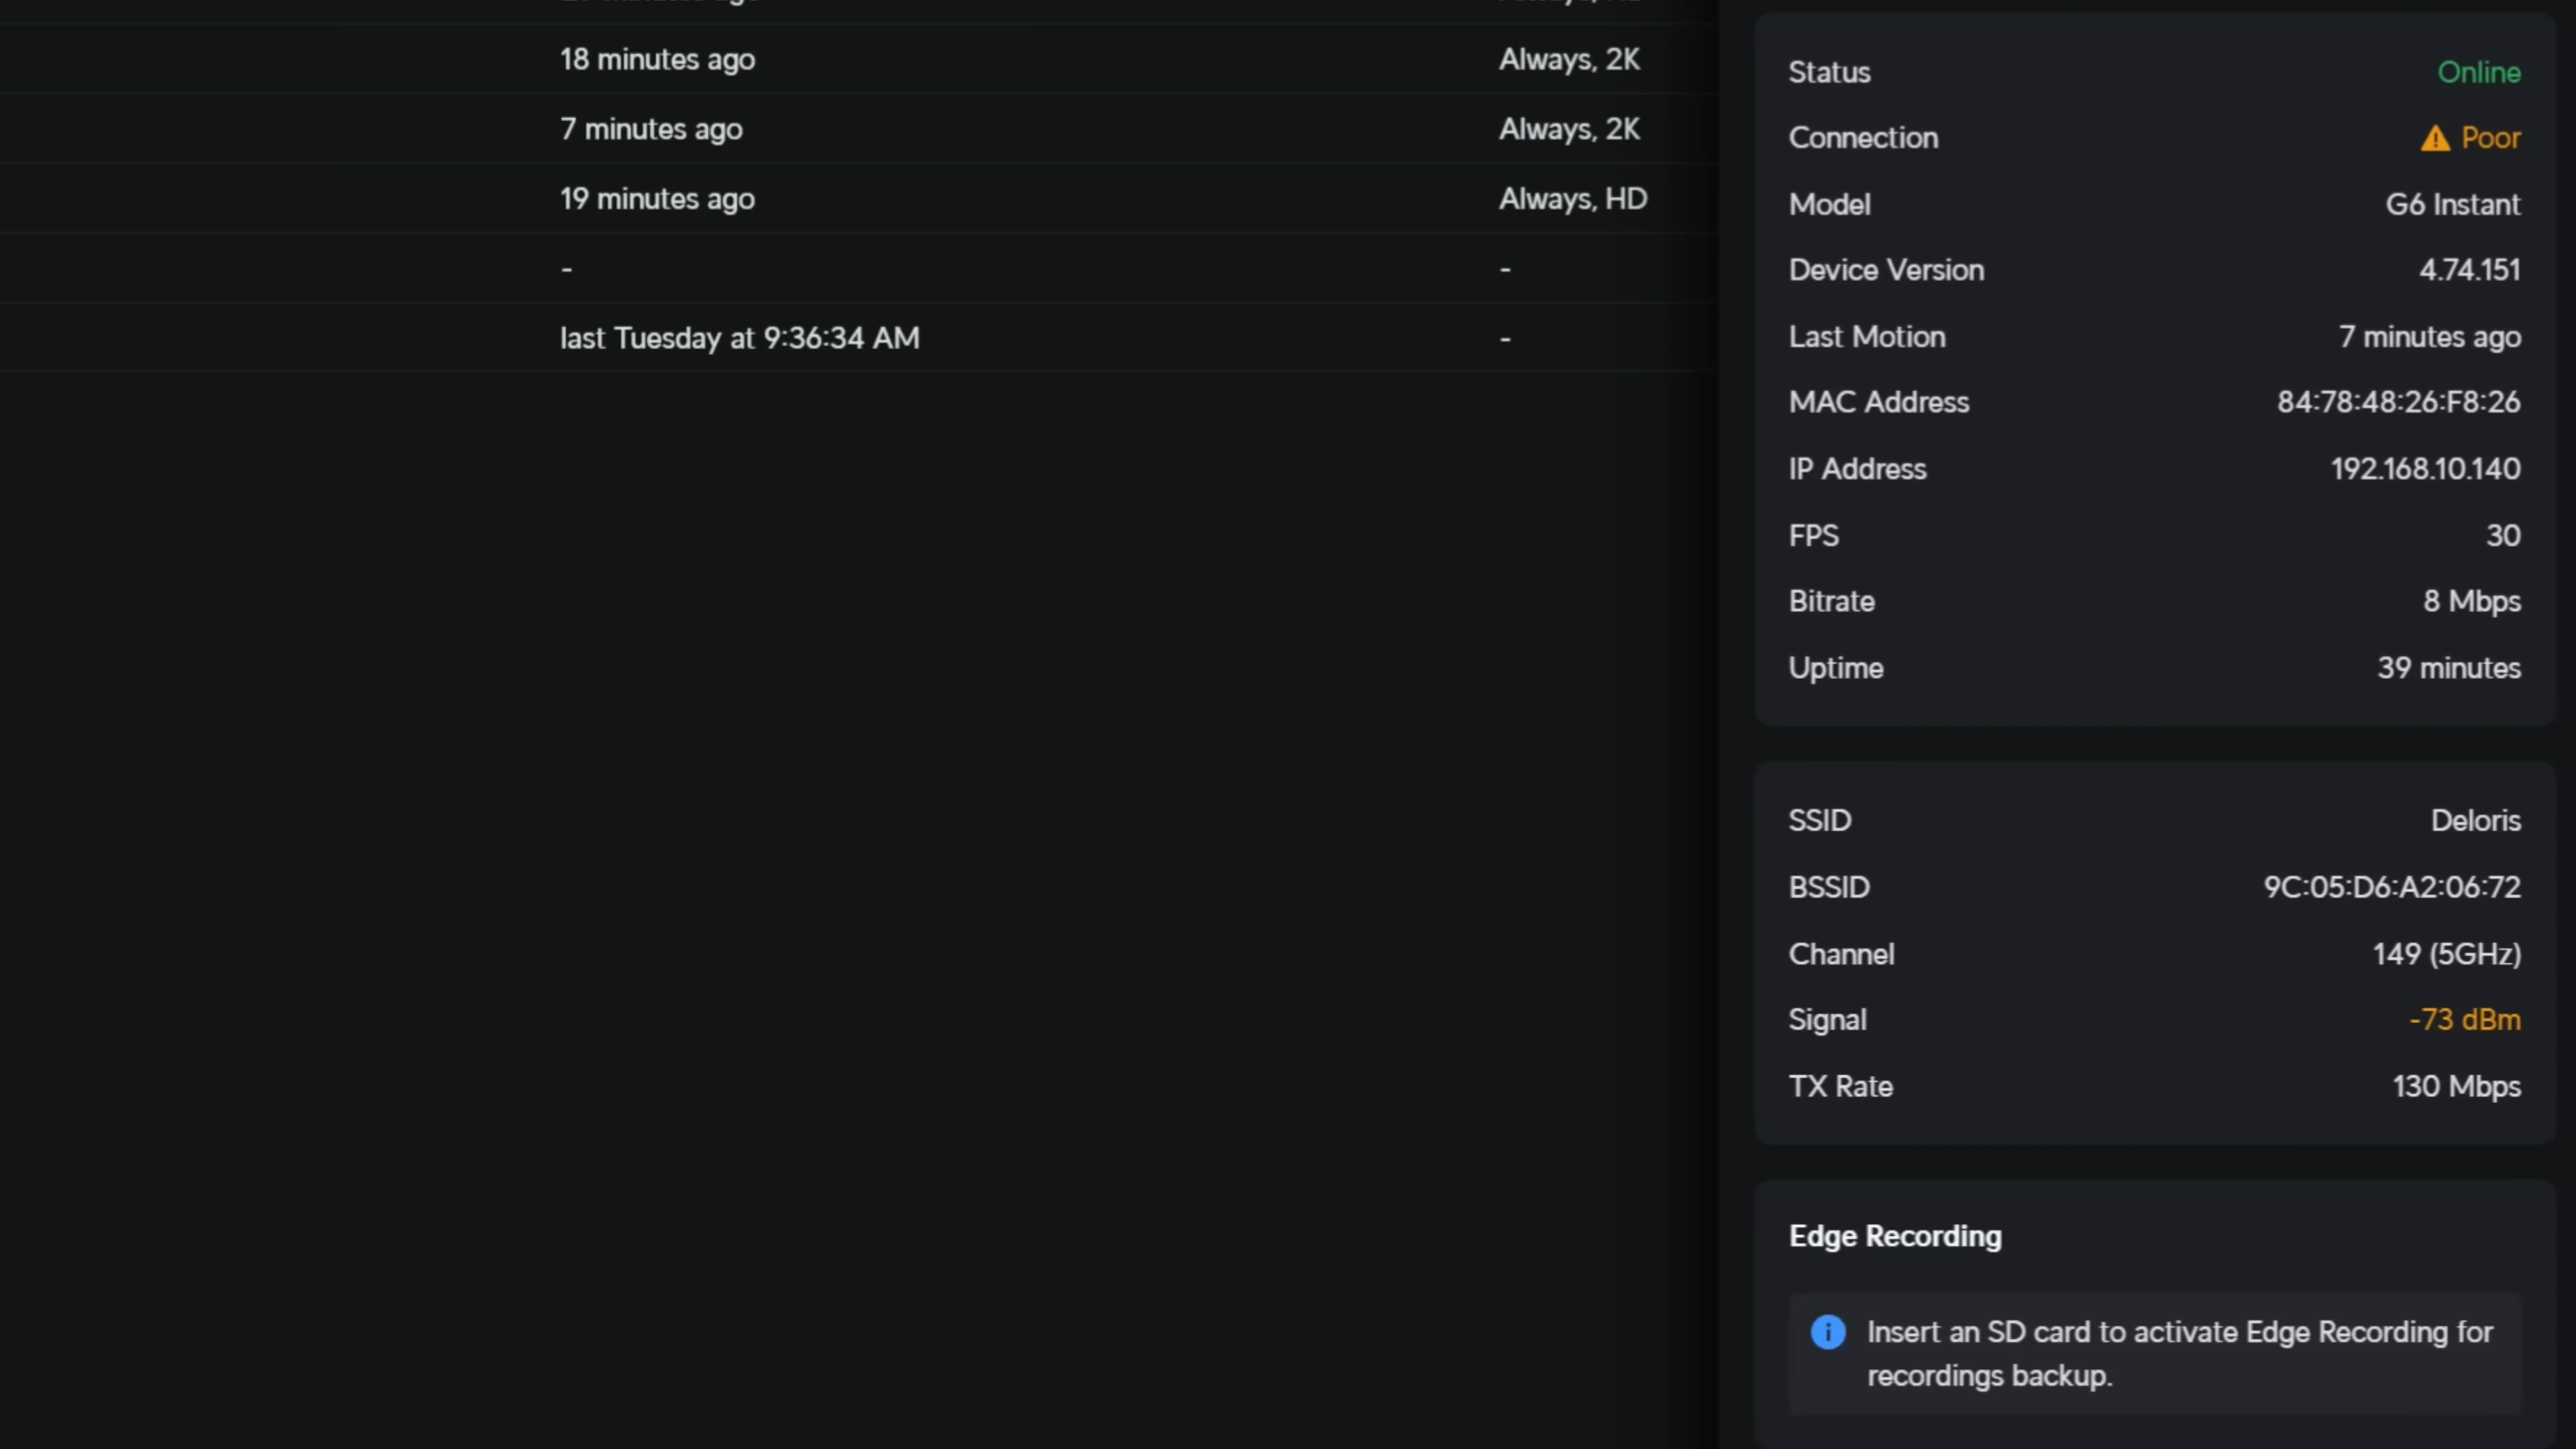 18 minutes ago Always, 2K
7 minutes ago Always, 2K
19 minutes ago Always, HD
- -
last Tuesday at 9:36:34 AM -
Status Online
Connection Poor
Model G6 Instant
Device Version 4.74.151
Last Motion 7 minutes ago
MAC Address 84:78:48:26:F8:26
IP Address 192.168.10.140
FPS 30
Bitrate 8 Mbps
Uptime 39 minutes
SSID Deloris
BSSID 9C:05:D6:A2:06:72
Channel 149 (5GHz)
Signal -73 dBm
TX Rate 130 Mbps
Edge Recording
Insert an SD card to activate Edge Recording for
recordings backup.